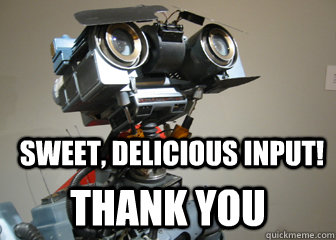 SWEET, DELICIOUS INPUT!
THANK YOU
quickmeme.com